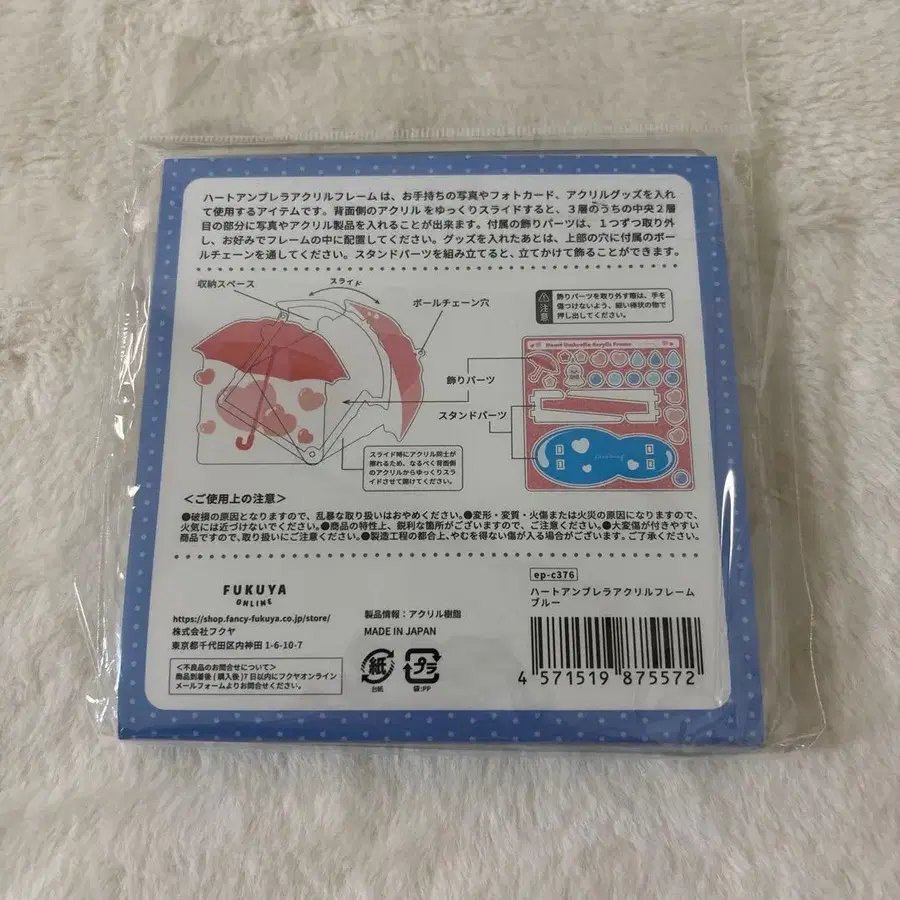 ハートアンブレラアクリルフレームは、お手持ちの写真やフォトカード、アクリルグッズを入れ
て使用するアイテムです。背面側のアクリルをゆっくりスライドすると、3層のうちの中央2層
目の部分に写真やアクリル製品を入れることが出来ます。付属の飾りパーツは、1つずつ取り外
し、お好みでフレームの中に配置してください。グッズを入れたあとは、上部の穴に付属のボー
ルチェーンを通してください。スタンドパーツを組み立てると、立てかけて飾ることができます。
収納スペース
スライド
ボールチェーン穴
注意
飾りパーツを取り外す際は、手を
傷つけないよう、細い棒状の物で
押し出してください。
Heart Umbrella Acrylic Frame
飾りパーツ
スタンドパーツ
スライド時にアクリル同士が
擦れるため、なるべく背面側
のアクリルからゆっくりスラ
イドさせて開けてください。
<ご使用上の注意>
●破損の原因となりますので、乱暴な取り扱いはおやめください。●変形・変質・火傷または火災の原因になりますので、
火気には近づけないでください。●商品の特性上、鋭利な箇所がございますので、ご注意ください。●大変傷が付きやすい
商品ですので、取り扱いにご注意ください。●製造工程の都合上、やむを得ない傷が入る場合がございます。ご了承ください。
FUKUYA
ONLINE
https://shop.fancy-fukuya.co.jp/store/
株式会社フクヤ
東京都千代田区内神田 1-6-10-7
<不良品のお問合せについて>
商品到着後(購入後)7日以内にフクヤオンライン
メールフォームよりお問合せください。
製品情報：アクリル樹脂
MADE IN JAPAN
紙
台紙
プラ
袋:PP
ep-c376
ハートアンブレラアクリルフレーム
ブルー
4 571519 875572